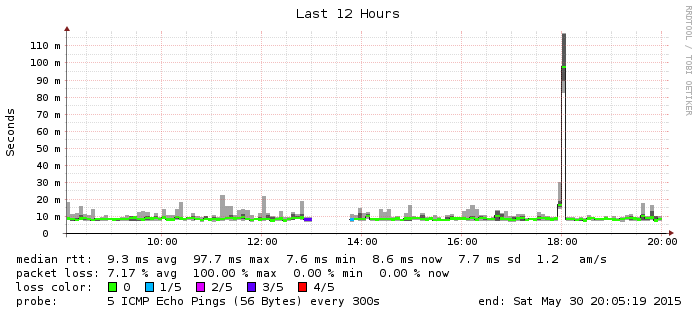 Last 12 Hours
RRDTOOL / TOBI OETIKER
Seconds
110 m
100 m
90 m
80 m
70 m
60 m
50 m
40 m
30 m
20 m
10 m
0
10:00 12:00 14:00 16:00 18:00 20:00
median rtt: 9.3 ms avg 97.7 ms max 7.6 ms min 8.6 ms now 7.7 ms sd 1.2 am/s
packet loss: 7.17 % avg 100.00 % max 0.00 % min 0.00 % now
loss color: 0 1/5 2/5 3/5 4/5
probe: 5 ICMP Echo Pings (56 Bytes) every 300s end: Sat May 30 20:05:19 2015